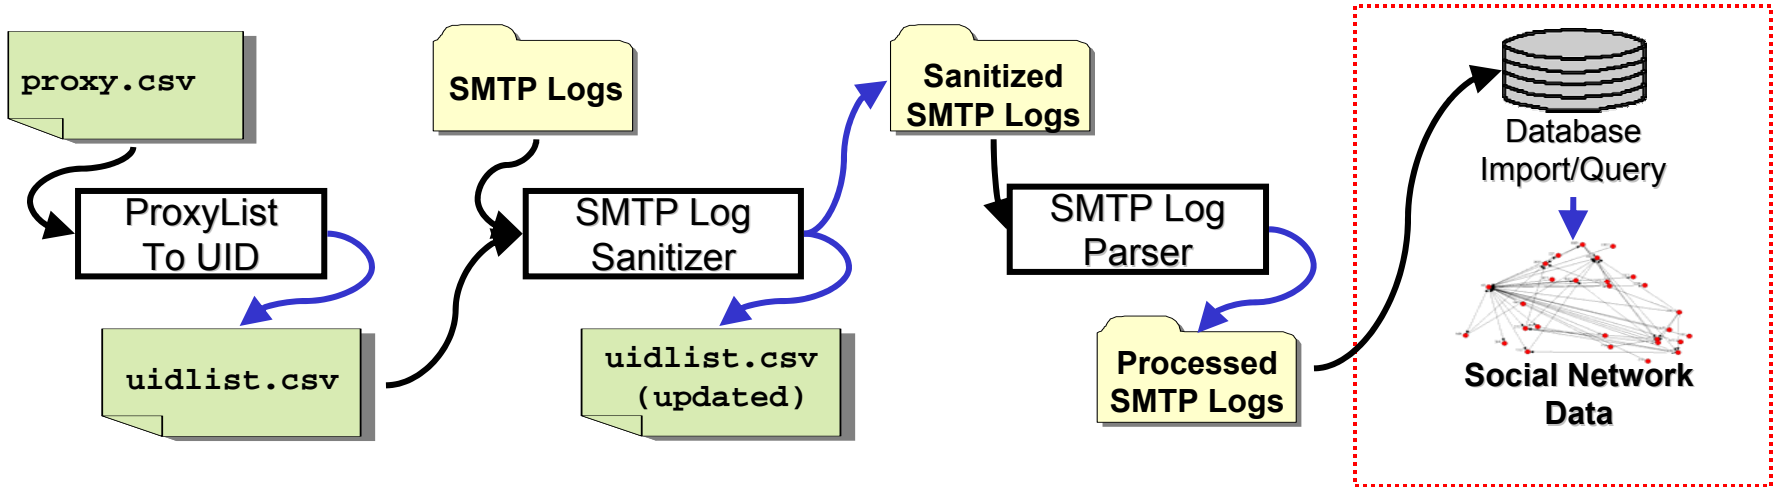 proxy.csv
ProxyList
To UID
uidlist.csv
SMTP Logs
SMTP Log
Sanitizer
uidlist.csv
(updated)
Sanitized
SMTP Logs
SMTP Log
Parser
Processed
SMTP Logs
Database
Import/Query
Social Network
Data